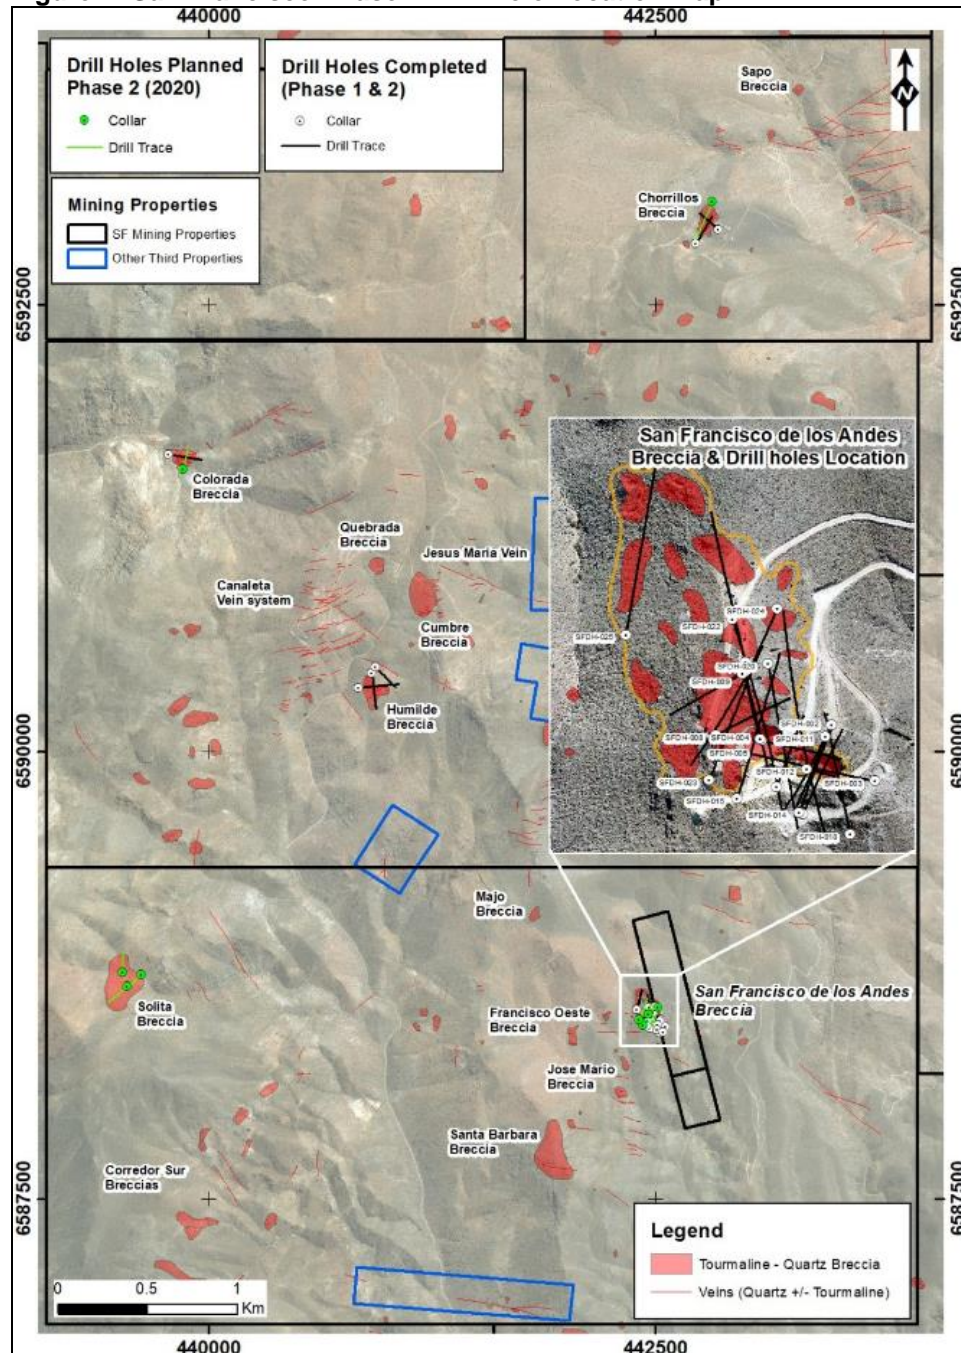 440000
442500
Drill Holes Planned
Phase 2 (2020)
Collar
Drill Trace
Drill Holes Completed
(Phase 1 & 2)
Collar
Drill Trace
Mining Properties
SF Mining Properties
Other Third Properties
N
Sapo
Breccia
Chorrillos
Breccia
6592500
6592500
San Francisco de los Andes
Breccia & Drill holes Location
Colorada
Breccia
Quebrada
Breccia
Jesus Maria Vein
Canaleta
Vein system
Cumbre
Breccia
Humilde
Breccia
SFDH-024
SFDH-022
SFDH-025
SFDH-020
SFDH-009
SFDH-002
SFDH-004
SFDH-011
SFDH-012
SFDH-003
SFDH-023
SFDH-015
SFDH-014
6590000
6590000
Majo
Breccia
Solita
Breccia
San Francisco de los Andes
Breccia
Francisco Oeste
Breccia
Jose Mario
Breccia
Santa Barbara
Breccia
Corredor Sur
Breccias
6587500
6587500
Legend
Tourmaline - Quartz Breccia
Veins (Quartz +/- Tourmaline)
0
0.5
1
Km
440000
442500